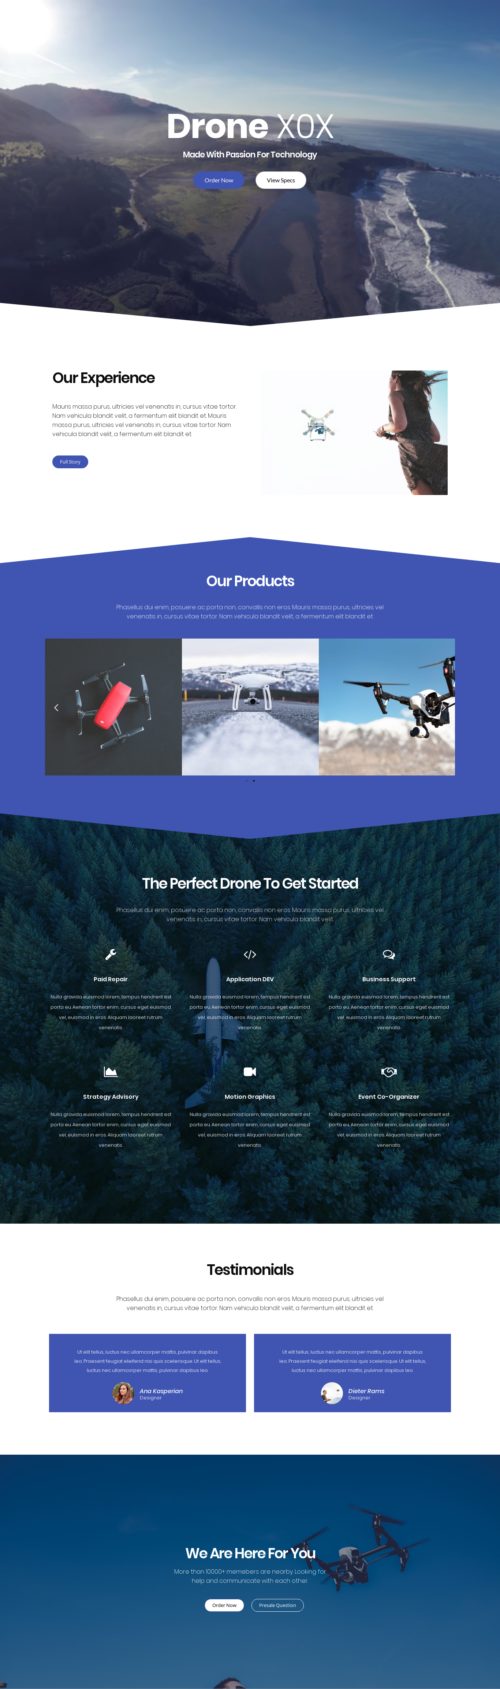 Drone X0X
Made With Passion For Technology
Order Now
View Specs
Our Experience
Mauris massa purus, ultricies vel venenatis in, cursus vitae tortor.
Nam vehicula blandit velit, a fermentum elit blandit et. Mauris
massa purus, ultricies vel venenatis in, cursus vitae tortor. Nam
vehicula blandit velit, a fermentum elit blandit et.
Full Story
Our Products
Phasellus dui enim, posuere ac porta non, convallis non eros. Mauris massa purus, ultricies vel
venenatis in, cursus vitae tortor. Nam vehicula blandit velit, a fermentum elit blandit et.
The Perfect Drone To Get Started
Phasellus dui enim, posuere ac porta non, convallis non eros. Mauris massa purus, ultrices vel
venenatis in, cursus vitae tortor. Nam vehicula blandit velit.
Paid Repair
Nulla gravida euismod lorem, tempus hendrerit est
porta eu. Aenean tortor enim, cursus eget euismod
vel, euismod in eros. Aliquam laoreet rutrum
venenatis.
Application DEV
Nulla gravida euismod lorem, tempus hendrerit est
porta eu. Aenean tortor enim, cursus eget euismod
vel, euismod in eros. Aliquam laoreet rutrum
venenatis.
Business Support
Nulla gravida euismod lorem, tempus hendrerit est
porta eu. Aenean tortor enim, cursus eget euismod
vel, euismod in eros. Aliquam laoreet rutrum
venenatis.
Strategy Advisory
Nulla gravida euismod lorem, tempus hendrerit est
porta eu. Aenean tortor enim, cursus eget euismod
vel, euismod in eros. Aliquam laoreet rutrum
venenatis.
Motion Graphics
Nulla gravida euismod lorem, tempus hendrerit est
porta eu. Aenean tortor enim, cursus eget euismod
vel, euismod in eros. Aliquam laoreet rutrum
venenatis.
Event Co-Organizer
Nulla gravida euismod lorem, tempus hendrerit est
porta eu. Aenean tortor enim, cursus eget euismod
vel, euismod in eros. Aliquam laoreet rutrum
venenatis.
Testimonials
Phasellus dui enim, posuere ac porta non, convallis non eros. Mauris massa purus, ultricies vel
venenatis in, cursus vitae tortor. Nam vehicula blandit velit, a fermentum elit blandit et.
Ut elit tellus, luctus nec ullamcorper mattis, pulvinar dapibus
leo. Praesent feugiat eleifend nisi quis scelerisque. Ut elit tellus,
luctus nec ullamcorper mattis, pulvinar dapibus leo.
Ana Kasperion
Designer
Ut elit tellus, luctus nec ullamcorper mattis, pulvinar dapibus
leo. Praesent feugiat eleifend nisi quis scelerisque. Ut elit tellus,
luctus nec ullamcorper mattis, pulvinar dapibus leo.
Dieter Rams
Designer
We Are Here For You
More than 10000+ memebers are nearby Looking for
help and communicate with each other.
Order Now
Presale Question